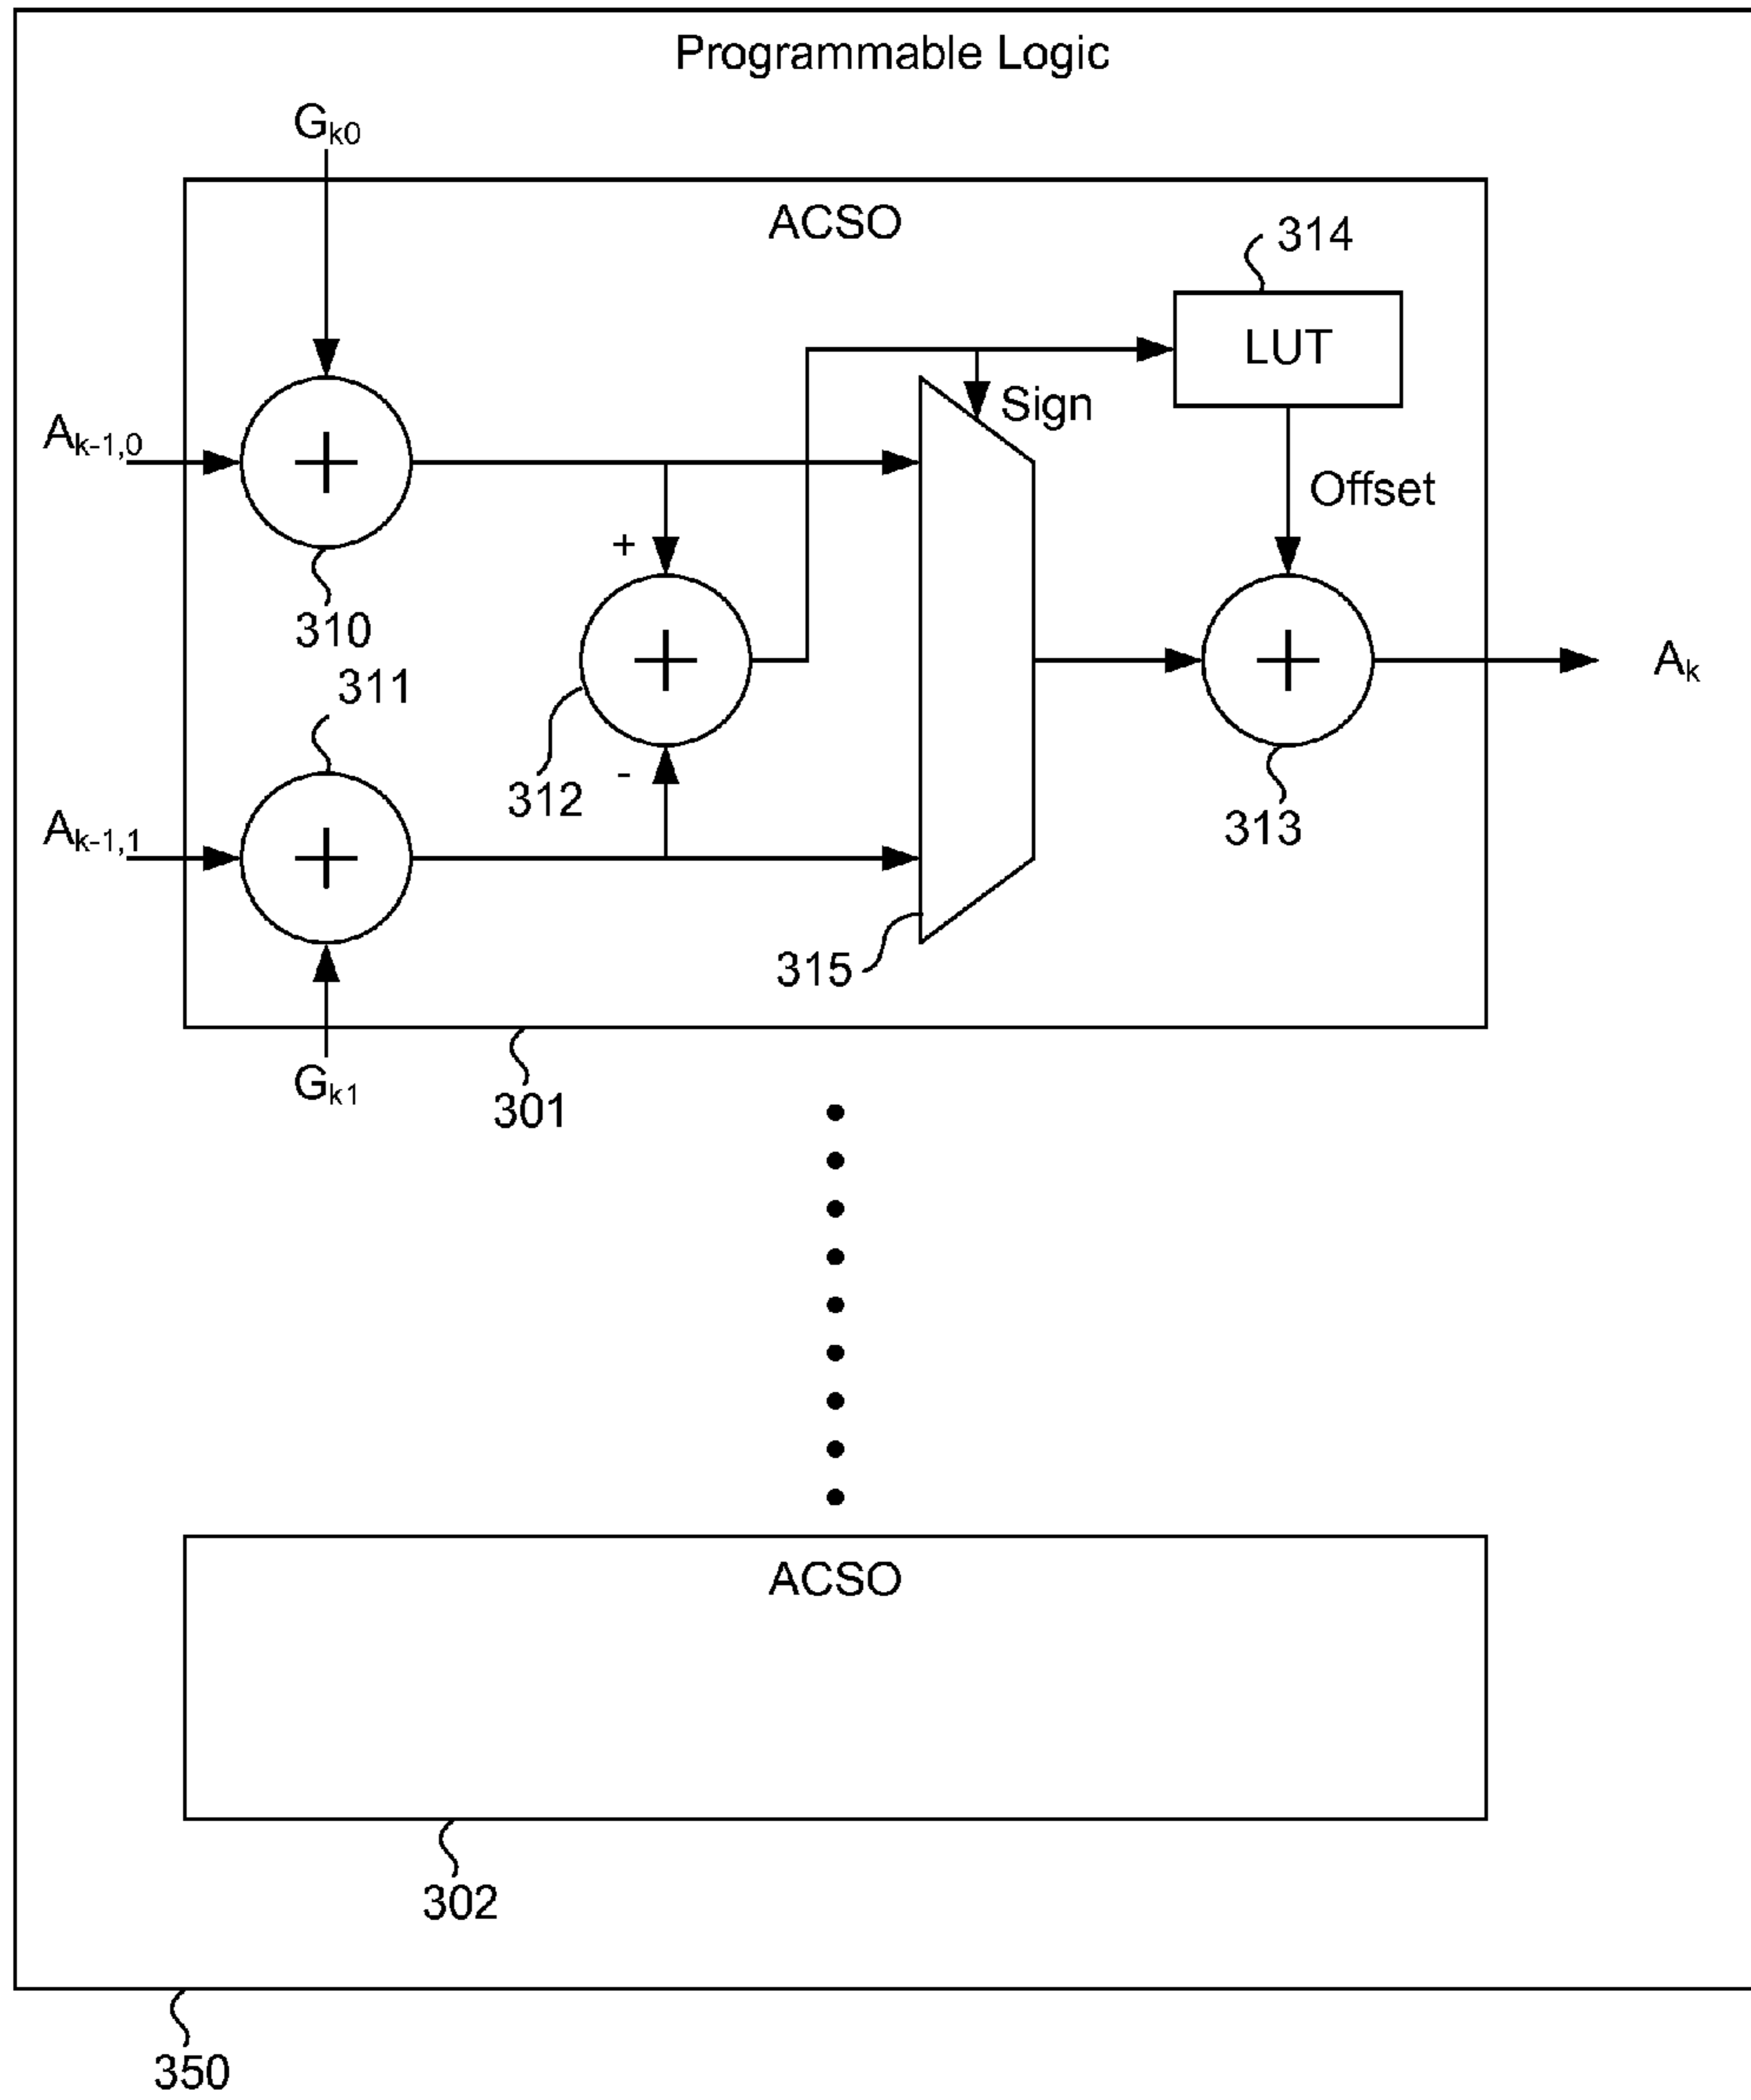 Programmable Logic
Gk0
ACSO
314
LUT
Sign
Ak-1,0
Offset
+
310
311
Ak
312
-
313
Ak-1,1
315
Gk1
301
ACSO
302
350